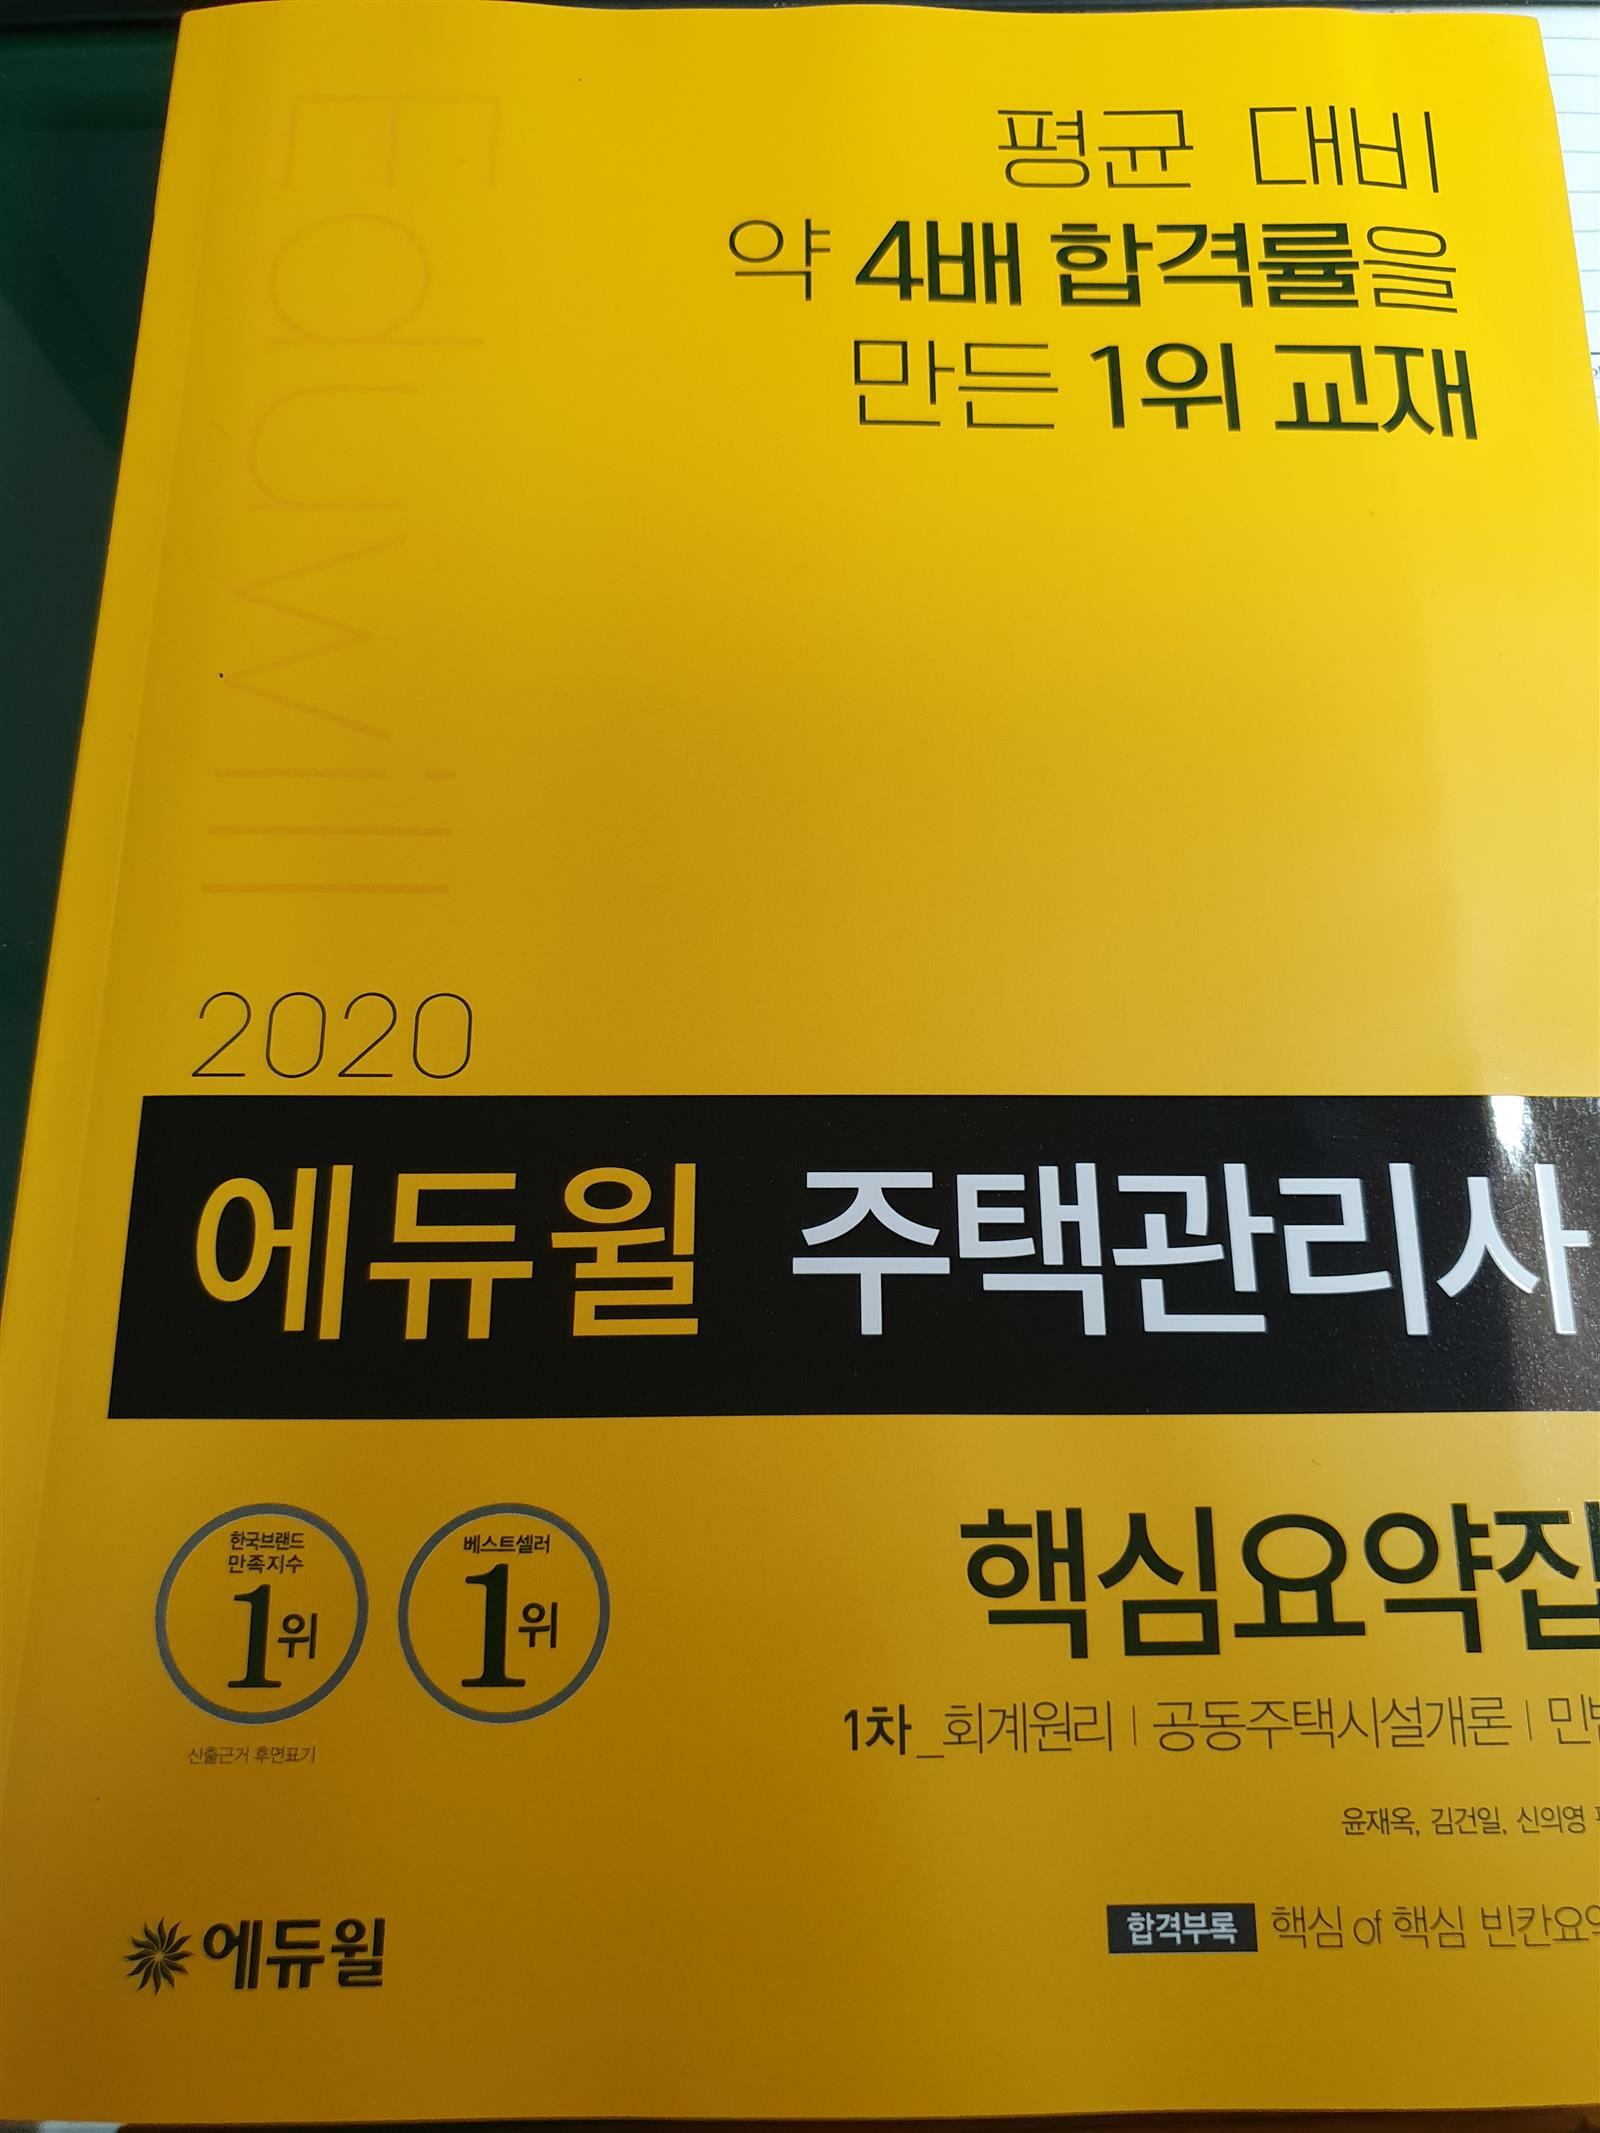 Eduwill
평균 대비
약 4배 합격률을
만든 1위 교재
2020
에듀윌 주택관리사
한국브랜드
만족지수
1위
베스트셀러
1위
산출근거 후면표기
핵심요약집
1차_회계원리 | 공동주택시설개론 | 민법
윤재옥, 김건일, 신의영
합격부록 핵심 of 핵심 빈칸요약
에듀윌